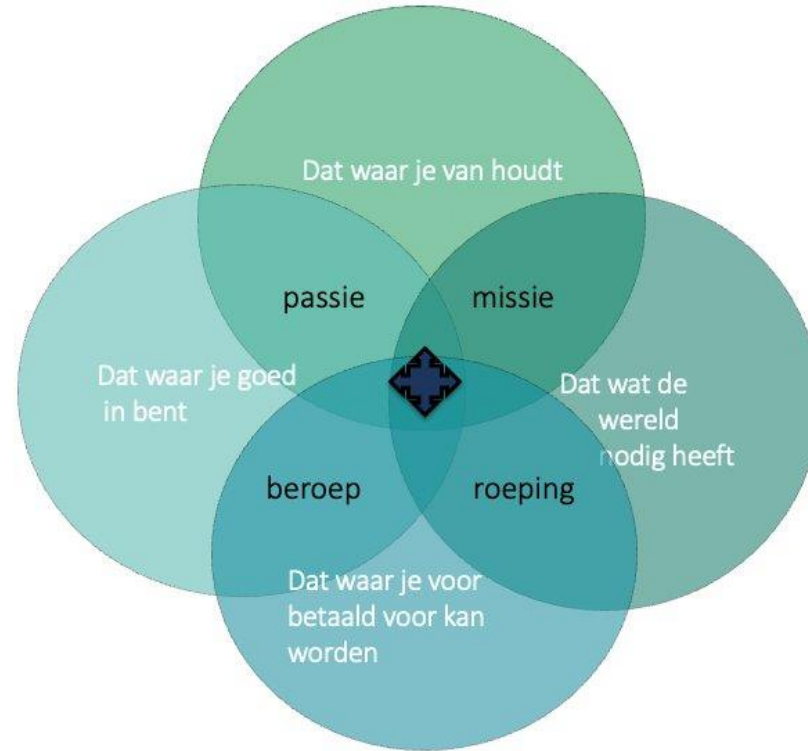 Dat waar je van houdt
passie
missie
Dat waar je goed
in bent
Dat wat de
wereld
nodig heeft
beroep
roeping
Dat waar je voor
betaald voor kan
worden